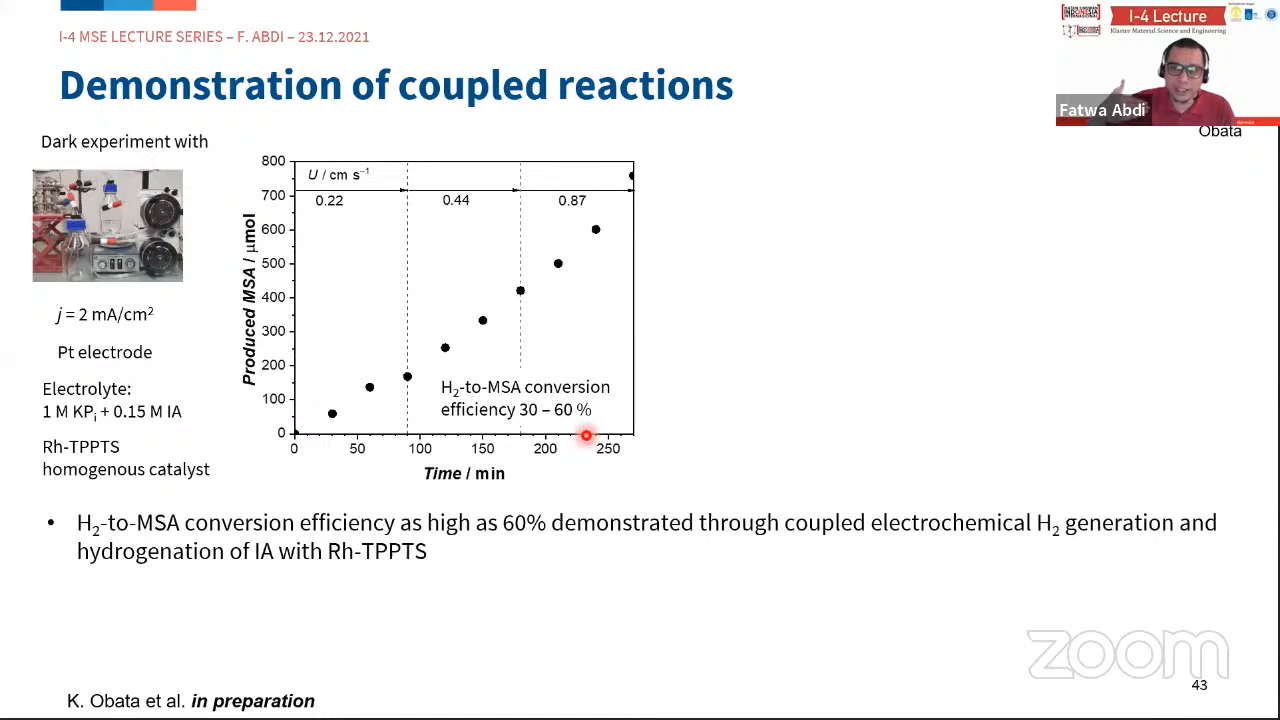 I-4 MSE LECTURE SERIES – F. ABDI – 23.12.2021
I-4 Lecture
Klaster Material Science and Engineering
Fatwa Abdi
Obata
Demonstration of coupled reactions
Dark experiment with
j = 2 mA/cm²
Pt electrode
Electrolyte:
1 M KPi + 0.15 M IA
Rh-TPPTS
homogenous catalyst
Produced MSA / μmol
800
700
600
500
400
300
200
100
0
U / cm s⁻¹
0.22
0.44
0.87
H₂-to-MSA conversion
efficiency 30 – 60 %
0
50
100
150
200
250
Time / min
• H₂-to-MSA conversion efficiency as high as 60% demonstrated through coupled electrochemical H₂ generation and
hydrogenation of IA with Rh-TPPTS
zoom
43
K. Obata et al. in preparation